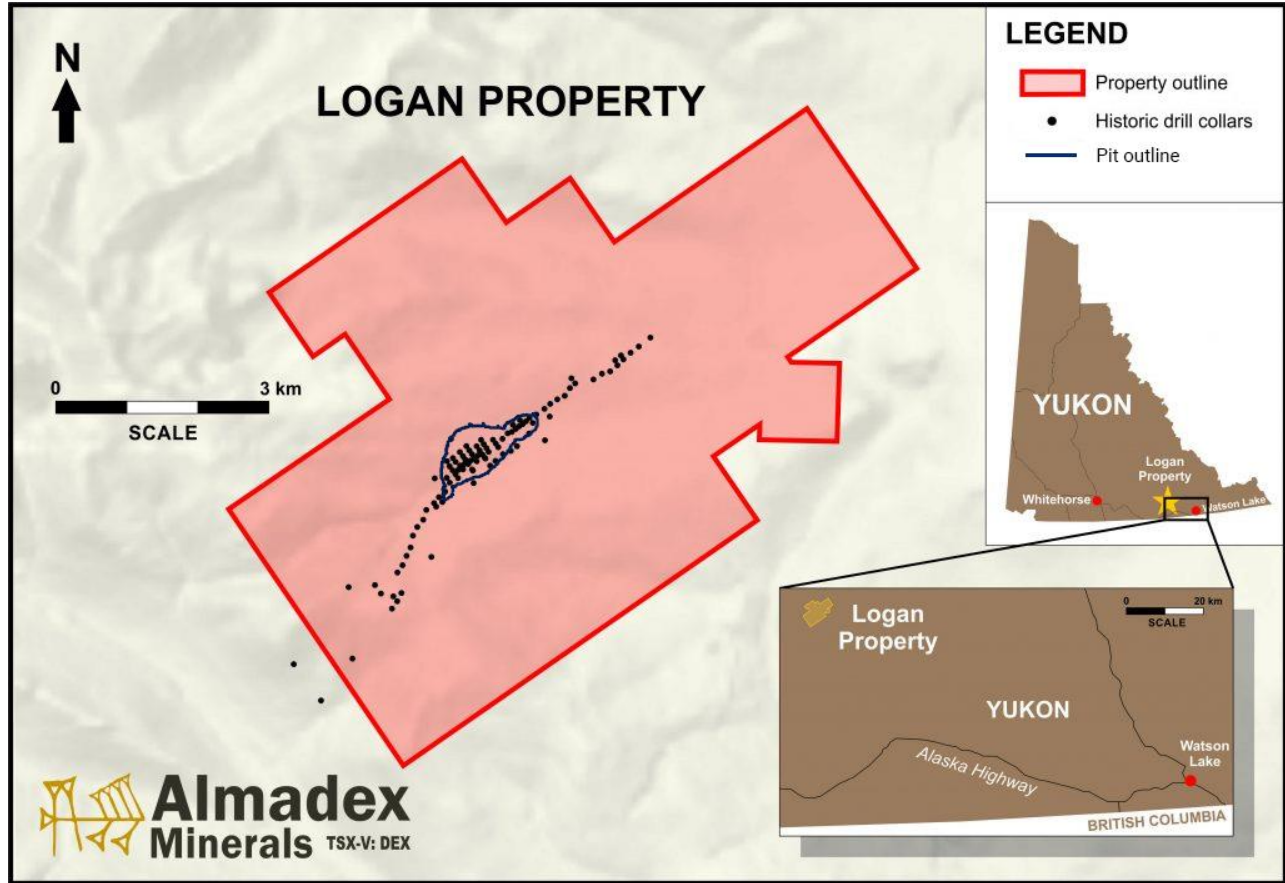 N
LOGAN PROPERTY
0 3 km
SCALE
Almadex
Minerals TSX-V: DEX
LEGEND
Property outline
Historic drill collars
Pit outline
YUKON
Logan
Property
Whitehorse
Watson Lake
Logan
Property
0 20 km
SCALE
YUKON
Watson
Lake
Alaska Highway
BRITISH COLUMBIA